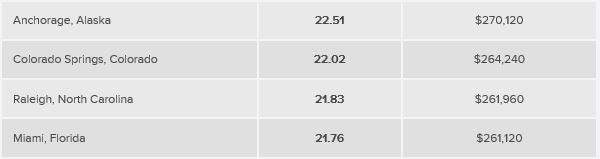 Anchorage, Alaska 22.51 $270,120
Colorado Springs, Colorado 22.02 $264,240
Raleigh, North Carolina 21.83 $261,960
Miami, Florida 21.76 $261,120